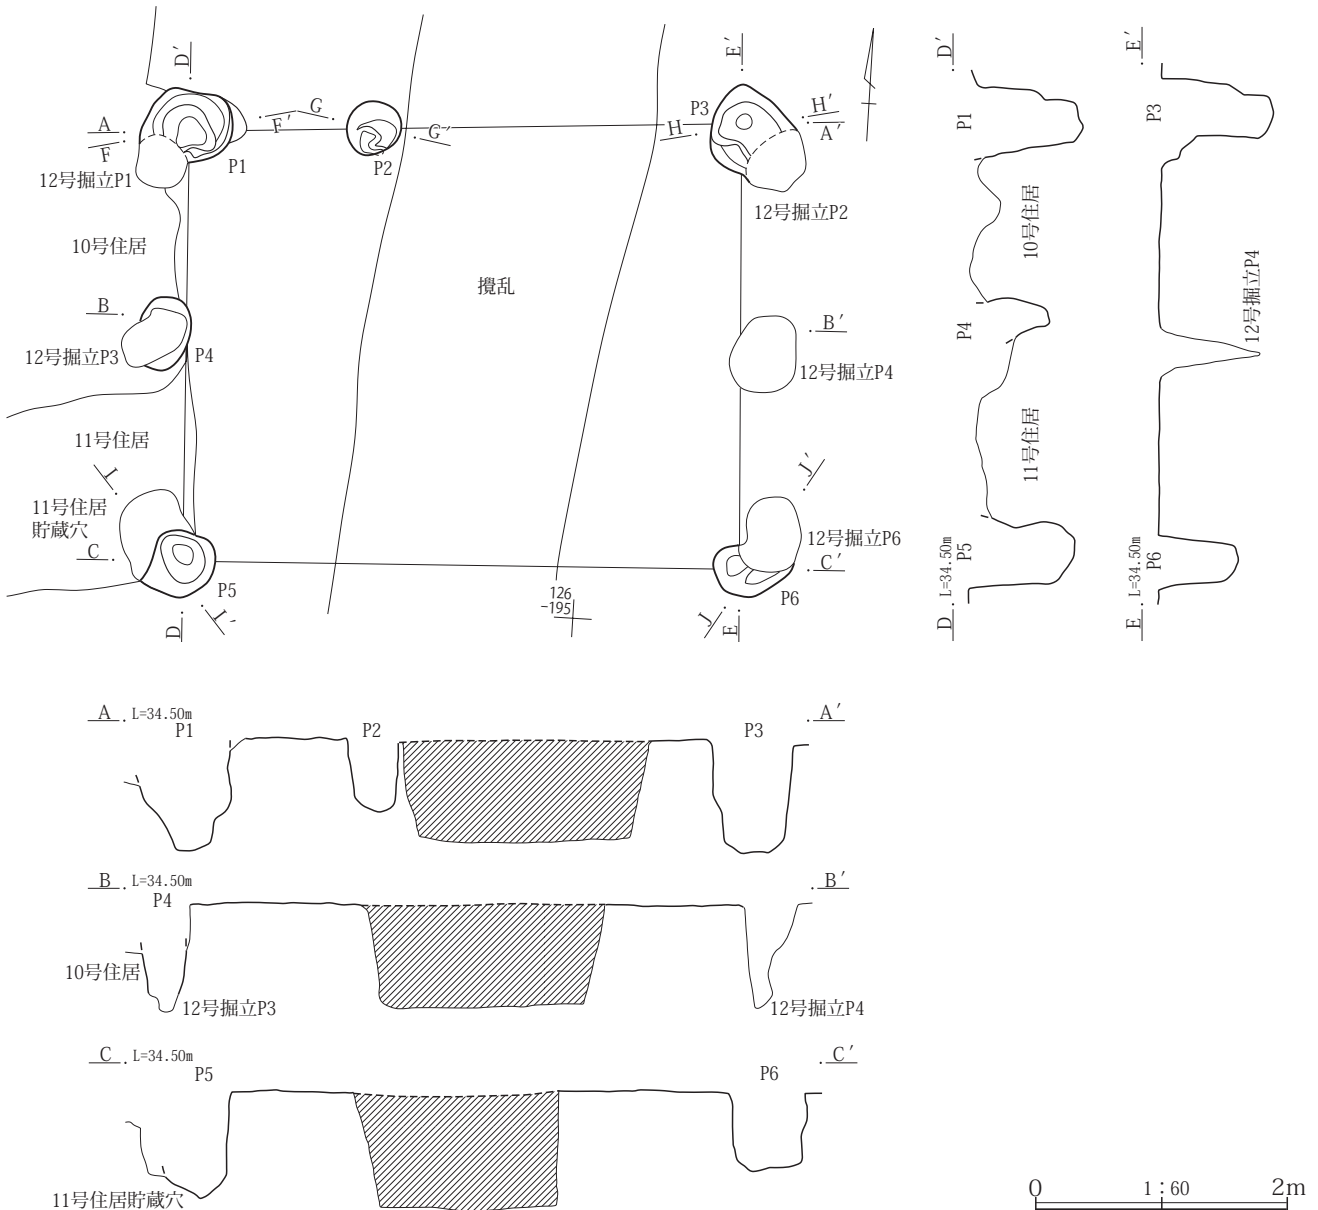 D′
E′
D′
E′
A
F
G
F′
P2
G′
P3
H
H′
A′
P1
12号掘立P1
12号掘立P2
P1
P3
10号住居
10号住居
攪乱
B
12号掘立P3
P4
B′
12号掘立P4
P4
12号掘立P4
11号住居
11号住居
I
11号住居
貯蔵穴
C
P5
D
I′
J′
12号掘立P6
C′
P6
J
E
126
-195
L=34.50m
P5
D
L=34.50m
P6
E
A
L=34.50m
A′
P1
P2
P3
B
L=34.50m
B′
P4
10号住居
12号掘立P3
12号掘立P4
C
L=34.50m
C′
P5
P6
11号住居貯蔵穴
0
1：60
2m